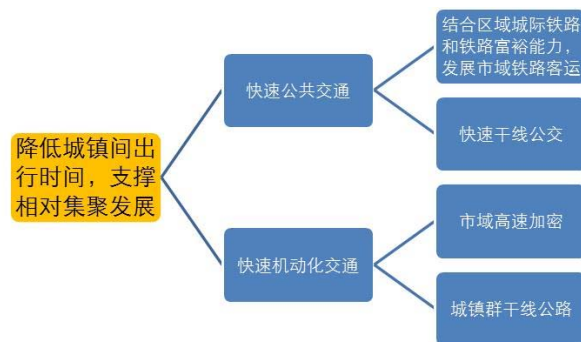 降低城镇间出
行时间，支撑
相对集聚发展
快速公共交通
结合区域城际铁路
和铁路富裕能力，
发展市域铁路客运
快速干线公交
快速机动化交通
市域高速加密
城镇群干线公路